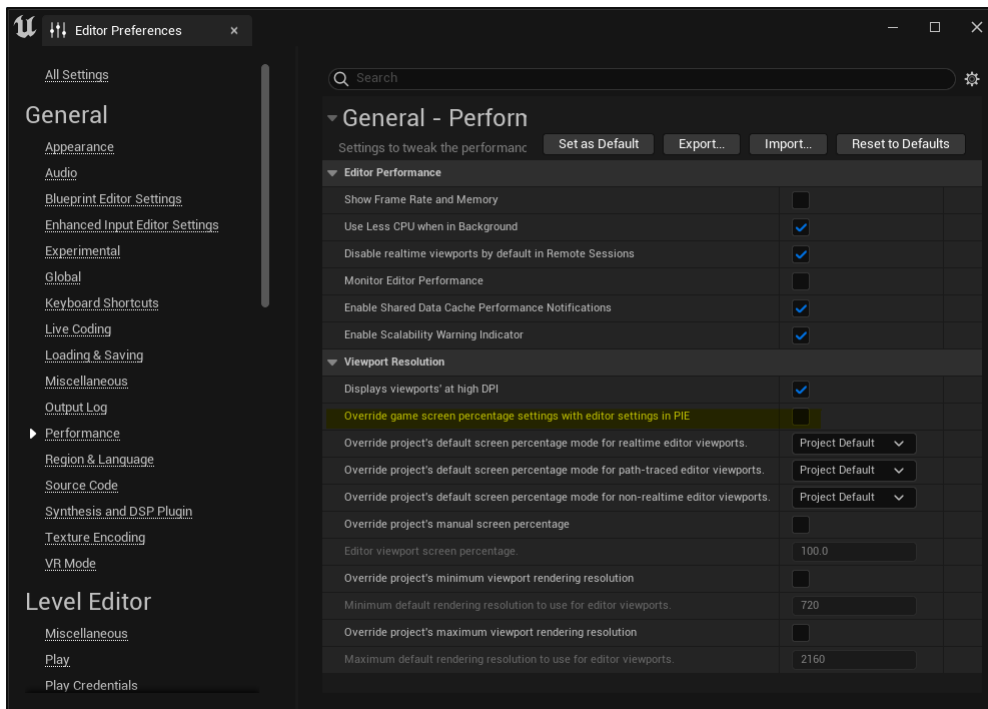 Editor Preferences
All Settings
General
Appearance
Audio
Blueprint Editor Settings
Enhanced Input Editor Settings
Experimental
Global
Keyboard Shortcuts
Live Coding
Loading & Saving
Miscellaneous
Output Log
Performance
Region & Language
Source Code
Synthesis and DSP Plugin
Texture Encoding
VR Mode
Level Editor
Miscellaneous
Play
Play Credentials
Search
General - Perforn
Settings to tweak the performanc Set as Default Export... Import... Reset to Defaults
Editor Performance
Show Frame Rate and Memory
Use Less CPU when in Background
Disable realtime viewports by default in Remote Sessions
Monitor Editor Performance
Enable Shared Data Cache Performance Notifications
Enable Scalability Warning Indicator
Viewport Resolution
Displays viewports' at high DPI
Override game screen percentage settings with editor settings in PIE
Override project's default screen percentage mode for realtime editor viewports. Project Default
Override project's default screen percentage mode for path-traced editor viewports. Project Default
Override project's default screen percentage mode for non-realtime editor viewports. Project Default
Override project's manual screen percentage
Editor viewport screen percentage. 100.0
Override project's minimum viewport rendering resolution
Minimum default rendering resolution to use for editor viewports. 720
Override project's maximum viewport rendering resolution
Maximum default rendering resolution to use for editor viewports. 2160